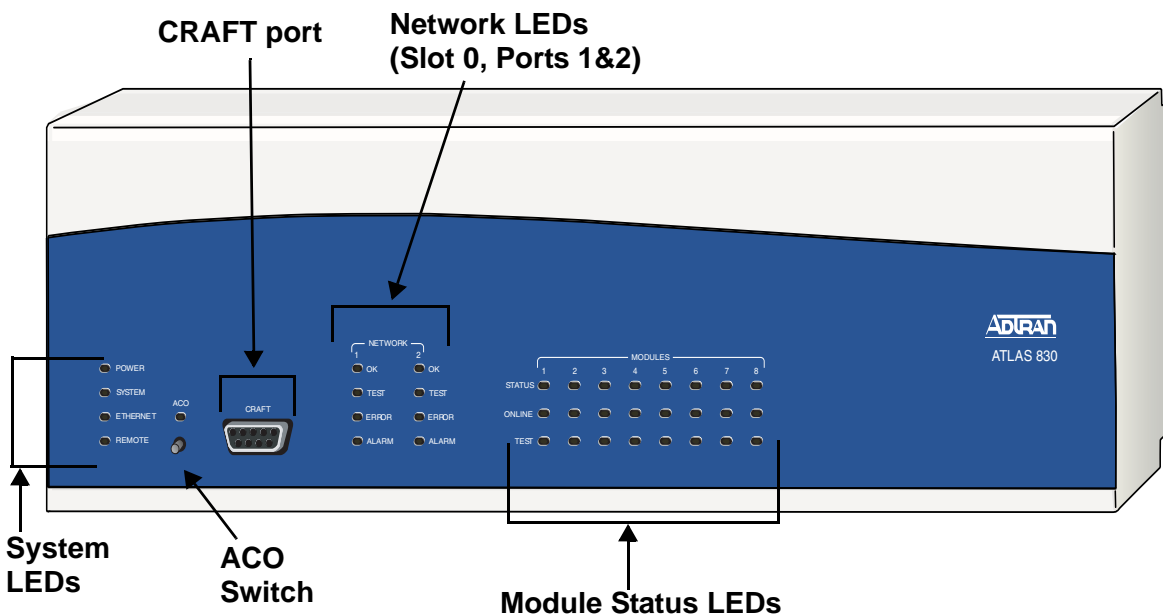 CRAFT port
Network LEDs
(Slot 0, Ports 1&2)
ADTRAN
ATLAS 830
POWER
SYSTEM
ETHERNET
REMOTE
ACO
CRAFT
NETWORK
1 2
OK OK
TEST TEST
ERROR ERROR
ALARM ALARM
MODULES
1 2 3 4 5 6 7 8
STATUS
ONLINE
TEST
System
LEDs
ACO
Switch
Module Status LEDs